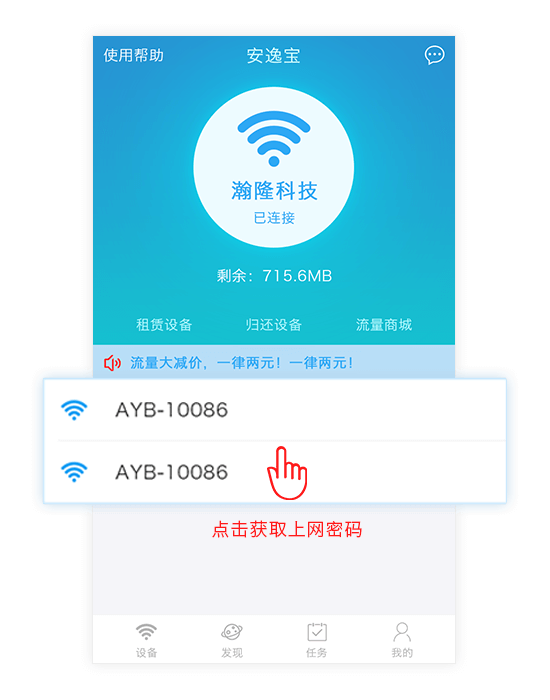 使用帮助
安逸宝
瀚隆科技
已连接
剩余：715.6MB
租赁设备
归还设备
流量商城
流量大减价，一律两元！一律两元！
AYB-10086
AYB-10086
点击获取上网密码
设备
发现
任务
我的